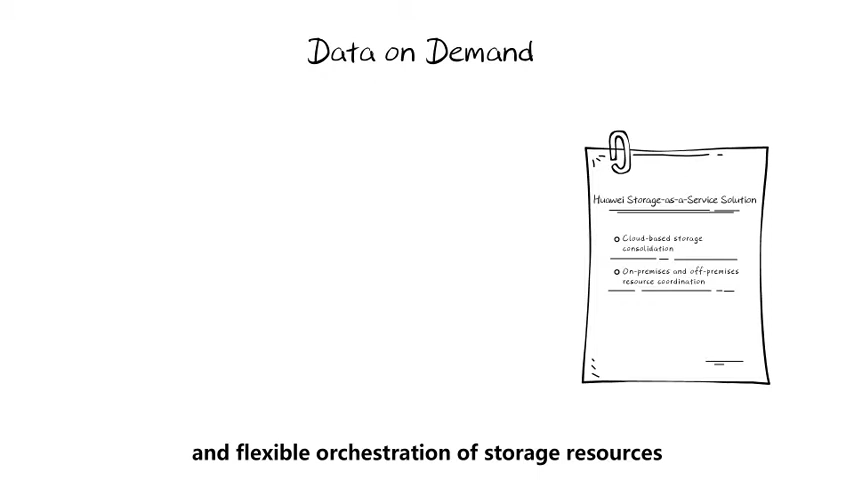 Data on Demand
Huawei Storage-as-a-Service Solution
Cloud-based storage
consolidation
On-premises and off-premises
resource coordination
and flexible orchestration of storage resources